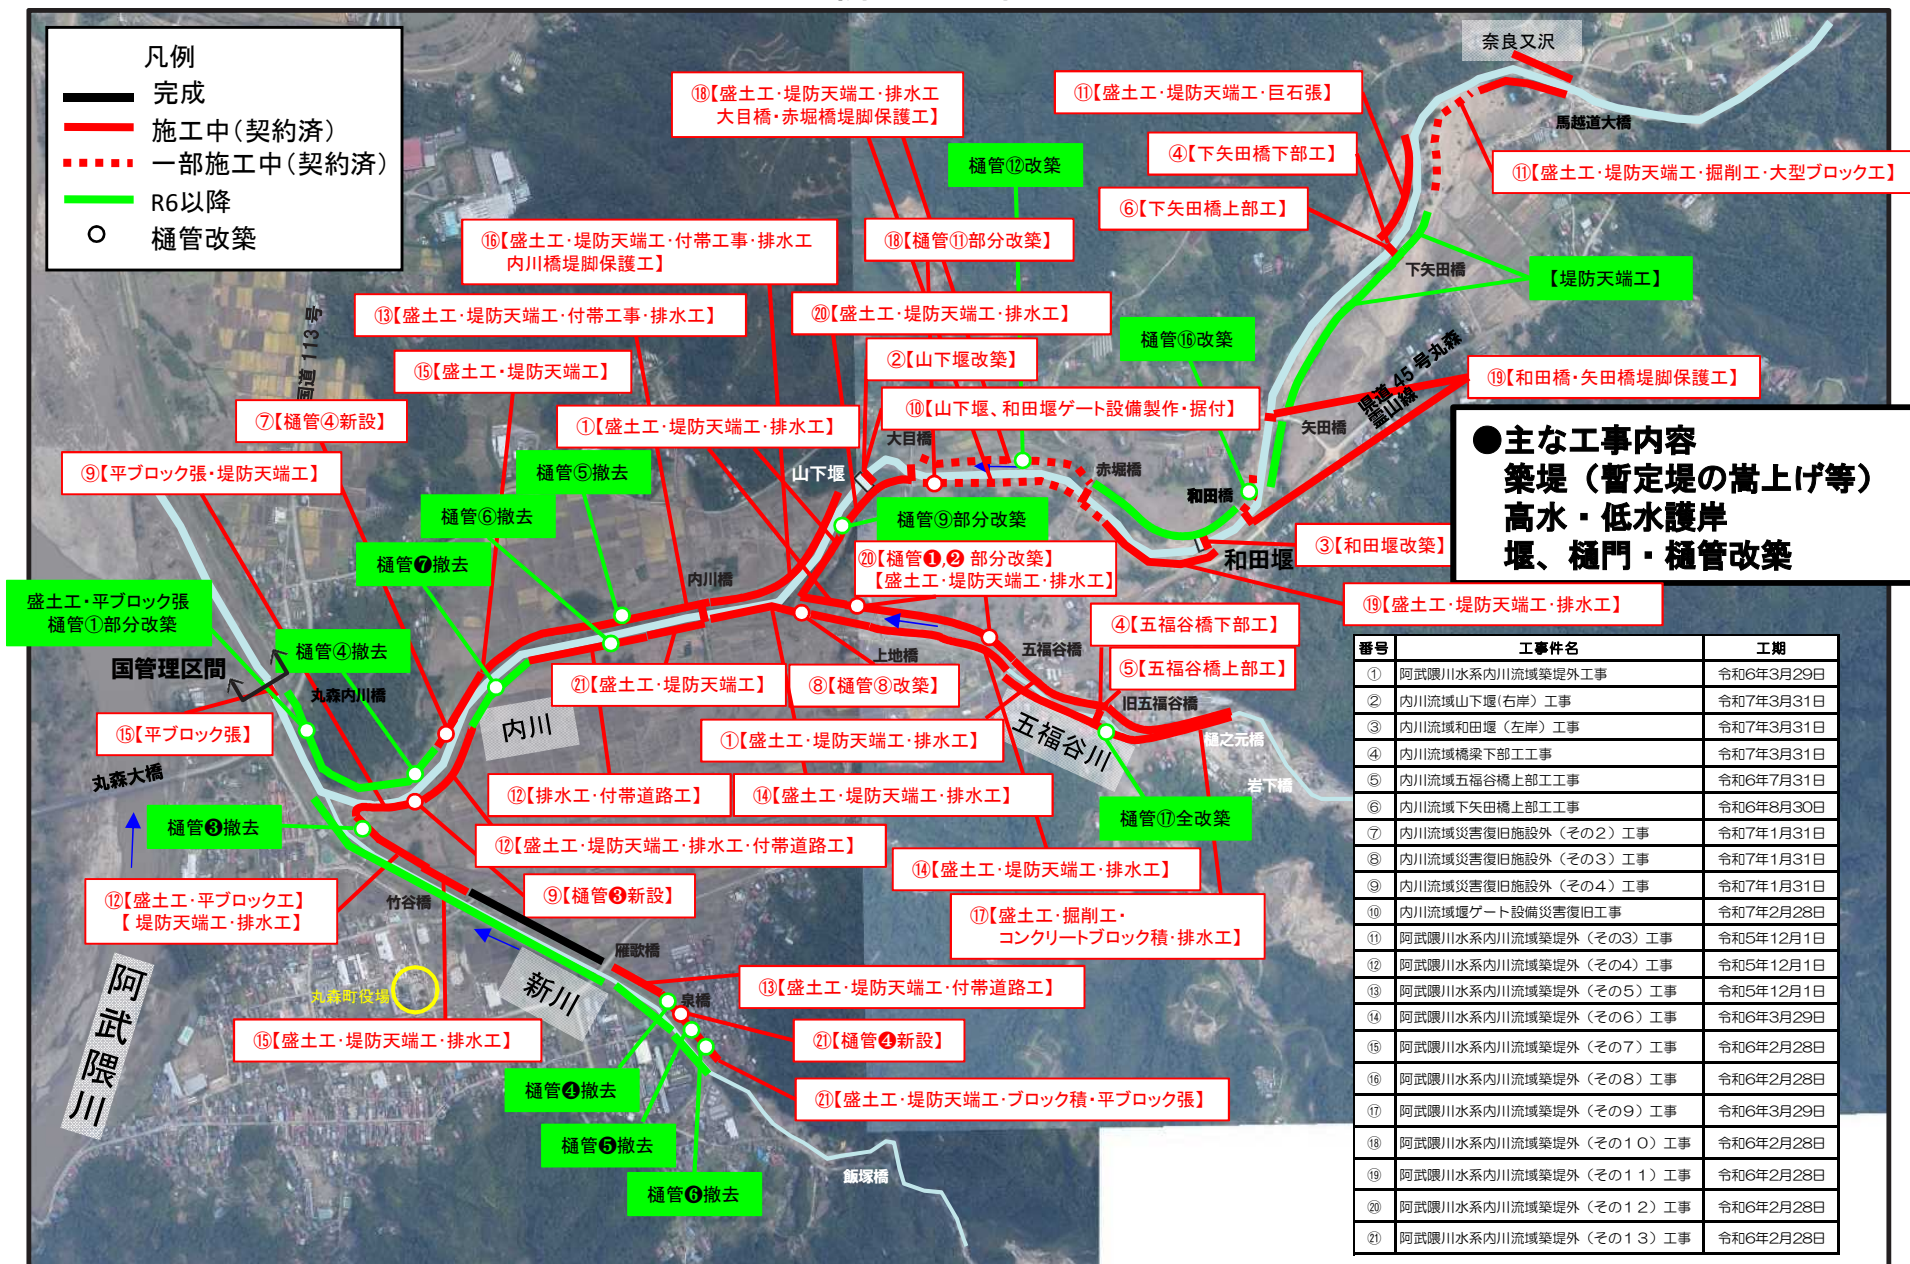 凡例
完成
施工中(契約済)
一部施工中(契約済)
R6以降
樋管改築
奈良又沢
⑱【盛土工･堤防天端工･排水工
大目橋･赤堀橋堤脚保護工】
⑪【盛土工･堤防天端工･巨石張】
馬越道大橋
④【下矢田橋下部工】
樋管⑫改築
⑪【盛土工･堤防天端工･掘削工･大型ブロック工】
⑥【下矢田橋上部工】
⑯【盛土工･堤防天端工･付帯工事･排水工
内川橋堤脚保護工】
⑱【樋管⑪部分改築】
下矢田橋
【堤防天端工】
国道 113 号
⑬【盛土工･堤防天端工･付帯工事･排水工】
⑳【盛土工･堤防天端工･排水工】
樋管⑯改築
②【山下堰改築】
⑮【盛土工･堤防天端工】
⑲【和田橋･矢田橋堤脚保護工】
県道 45 号丸森
霊山線
⑦【樋管④新設】
⑩【山下堰、和田堰ゲート設備製作･据付】
①【盛土工･堤防天端工･排水工】
大目橋
矢田橋
●主な工事内容
築堤（暫定堤の嵩上げ等）
高水・低水護岸
堰、樋門・樋管改築
⑨【平ブロック張･堤防天端工】
樋管⑤撤去
山下堰
赤堀橋
和田橋
樋管⑥撤去
樋管⑨部分改築
③【和田堰改築】
樋管❼撤去
⑳【樋管❶,❷ 部分改築】
【盛土工･堤防天端工･排水工】
和田堰
内川橋
盛土工･平ブロック張
樋管①部分改築
⑲【盛土工･堤防天端工･排水工】
④【五福谷橋下部工】
樋管④撤去
上地橋
五福谷橋
⑤【五福谷橋上部工】
国管理区間
丸森内川橋
㉑【盛土工･堤防天端工】
⑧【樋管⑧改築】
旧五福谷橋
⑮【平ブロック張】
内川
①【盛土工･堤防天端工･排水工】
五福谷川
樋之元橋
丸森大橋
岩下橋
⑫【排水工･付帯道路工】
⑭【盛土工･堤防天端工･排水工】
樋管⑰全改築
樋管❸撤去
⑫【盛土工･堤防天端工･排水工･付帯道路工】
⑭【盛土工･堤防天端工･排水工】
⑫【盛土工･平ブロック工】
【 堤防天端工･排水工】
竹谷橋
⑨【樋管❸新設】
⑰【盛土工･掘削工･
コンクリートブロック積･排水工】
雁歌橋
阿武隈川
丸森町役場
新川
泉橋
⑬【盛土工･堤防天端工･付帯道路工】
⑮【盛土工･堤防天端工･排水工】
㉑【樋管❹新設】
樋管❹撤去
㉑【盛土工･堤防天端工･ブロック積･平ブロック張】
樋管❺撤去
飯塚橋
樋管❻撤去
番号 工事件名 工期
① 阿武隈川水系内川流域築堤外工事 令和6年3月29日
② 内川流域山下堰(右岸）工事 令和7年3月31日
③ 内川流域和田堰（左岸）工事 令和7年3月31日
④ 内川流域橋梁下部工工事 令和7年3月31日
⑤ 内川流域五福谷橋上部工工事 令和6年7月31日
⑥ 内川流域下矢田橋上部工工事 令和6年8月30日
⑦ 内川流域災害復旧施設外（その2）工事 令和7年1月31日
⑧ 内川流域災害復旧施設外（その3）工事 令和7年1月31日
⑨ 内川流域災害復旧施設外（その4）工事 令和7年1月31日
⑩ 内川流域堰ゲート設備災害復旧工事 令和7年2月28日
⑪ 阿武隈川水系内川流域築堤外（その3）工事 令和5年12月1日
⑫ 阿武隈川水系内川流域築堤外（その4）工事 令和5年12月1日
⑬ 阿武隈川水系内川流域築堤外（その5）工事 令和5年12月1日
⑭ 阿武隈川水系内川流域築堤外（その6）工事 令和6年3月29日
⑮ 阿武隈川水系内川流域築堤外（その7）工事 令和6年2月28日
⑯ 阿武隈川水系内川流域築堤外（その8）工事 令和6年2月28日
⑰ 阿武隈川水系内川流域築堤外（その9）工事 令和6年3月29日
⑱ 阿武隈川水系内川流域築堤外（その１０）工事 令和6年2月28日
⑲ 阿武隈川水系内川流域築堤外（その１１）工事 令和6年2月28日
⑳ 阿武隈川水系内川流域築堤外（その１２）工事 令和6年2月28日
㉑ 阿武隈川水系内川流域築堤外（その１３）工事 令和6年2月28日